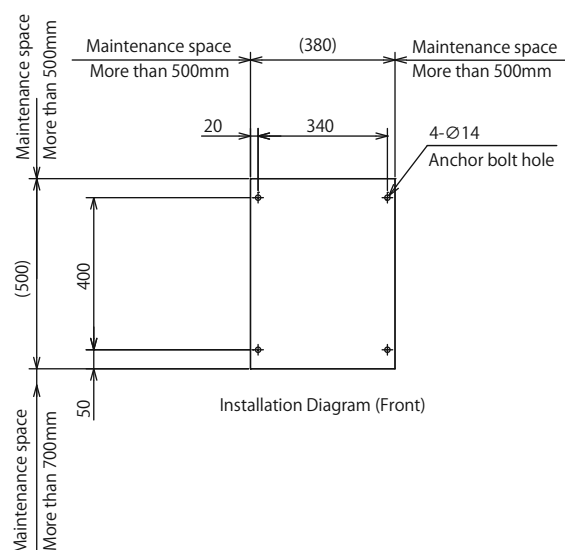 Maintenance space
More than 500mm
Maintenance space
More than 500mm
(380)
Maintenance space
More than 500mm
20
340
4-∅14
Anchor bolt hole
(500)
400
50
Installation Diagram (Front)
Maintenance space
More than 700mm